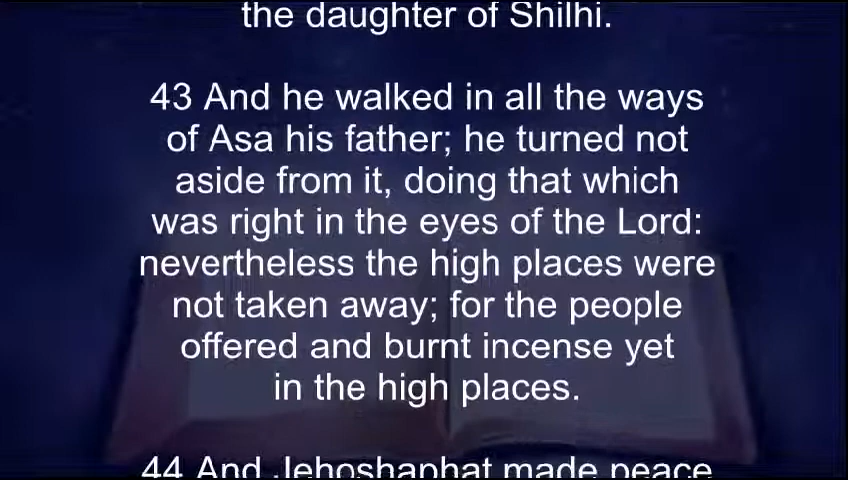 the daughter of Shilhi.
43 And he walked in all the ways
of Asa his father; he turned not
aside from it, doing that which
was right in the eyes of the Lord:
nevertheless the high places were
not taken away; for the people
offered and burnt incense yet
in the high places.
44 And Jehoshaphat made peace